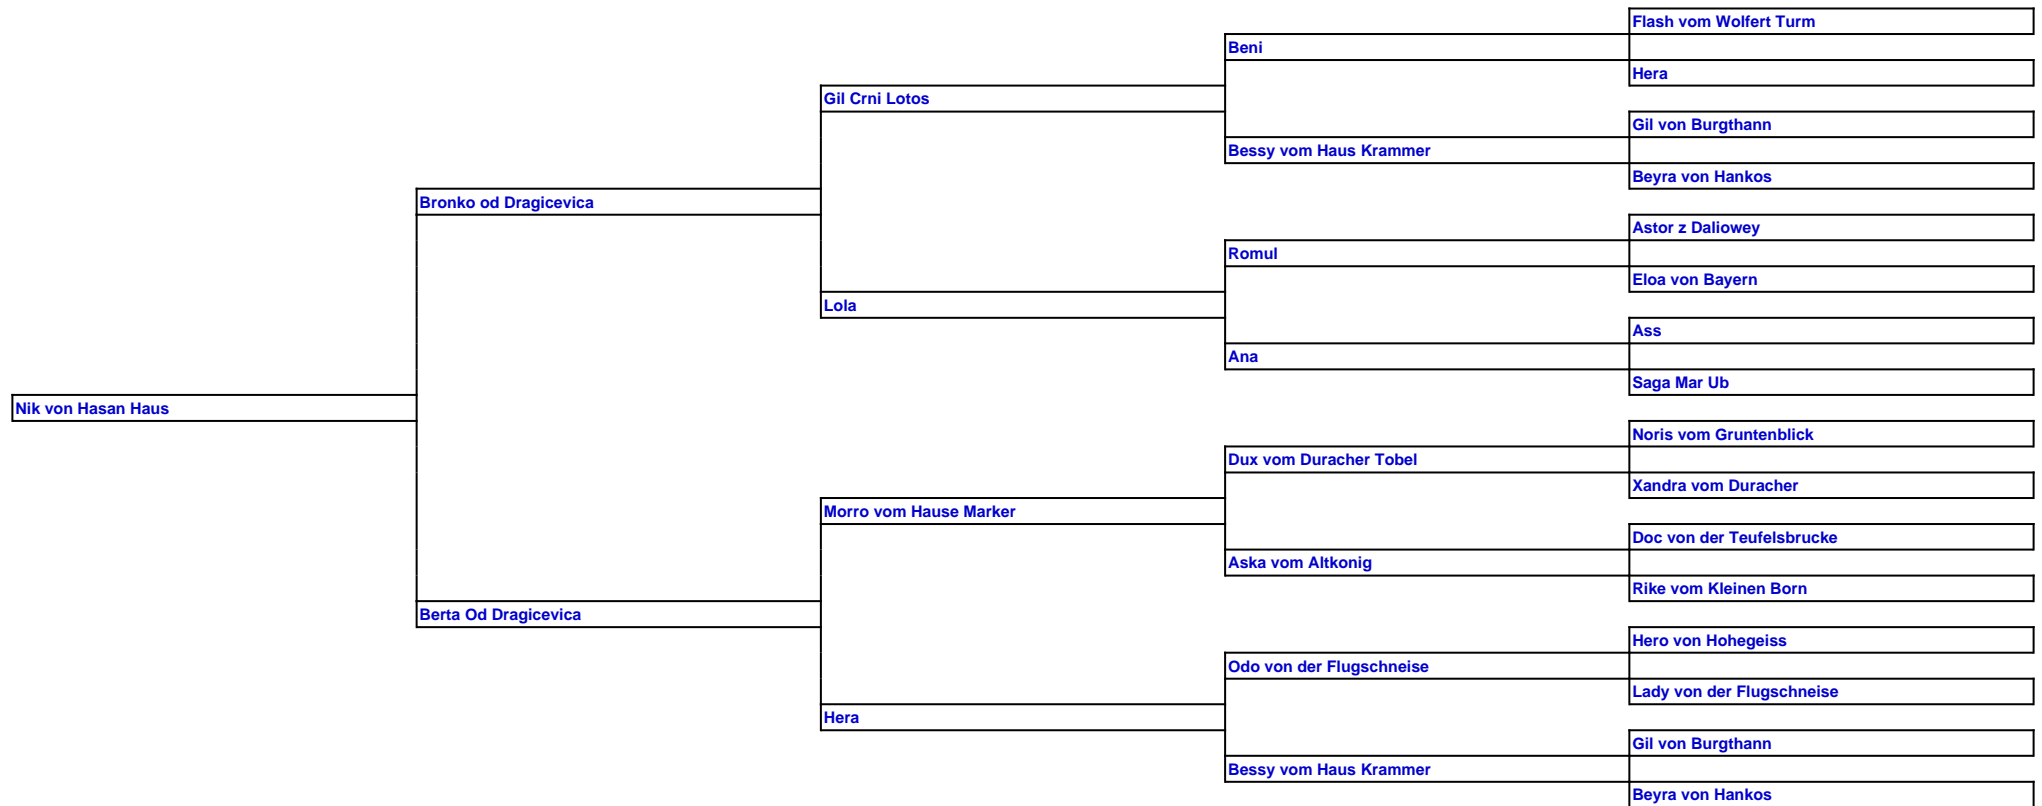 Flash vom Wolfert Turm
Beni
Hera
Gil Crni Lotos
Gil von Burgthann
Bessy vom Haus Krammer
Beyra von Hankos
Bronko od Dragicevica
Astor z Daliowey
Romul
Eloa von Bayern
Lola
Ass
Ana
Saga Mar Ub
Nik von Hasan Haus
Noris vom Gruntenblick
Dux vom Duracher Tobel
Xandra vom Duracher
Morro vom Hause Marker
Doc von der Teufelsbrucke
Aska vom Altkonig
Rike vom Kleinen Born
Berta Od Dragicevica
Hero von Hohegeiss
Odo von der Flugschneise
Lady von der Flugschneise
Hera
Gil von Burgthann
Bessy vom Haus Krammer
Beyra von Hankos